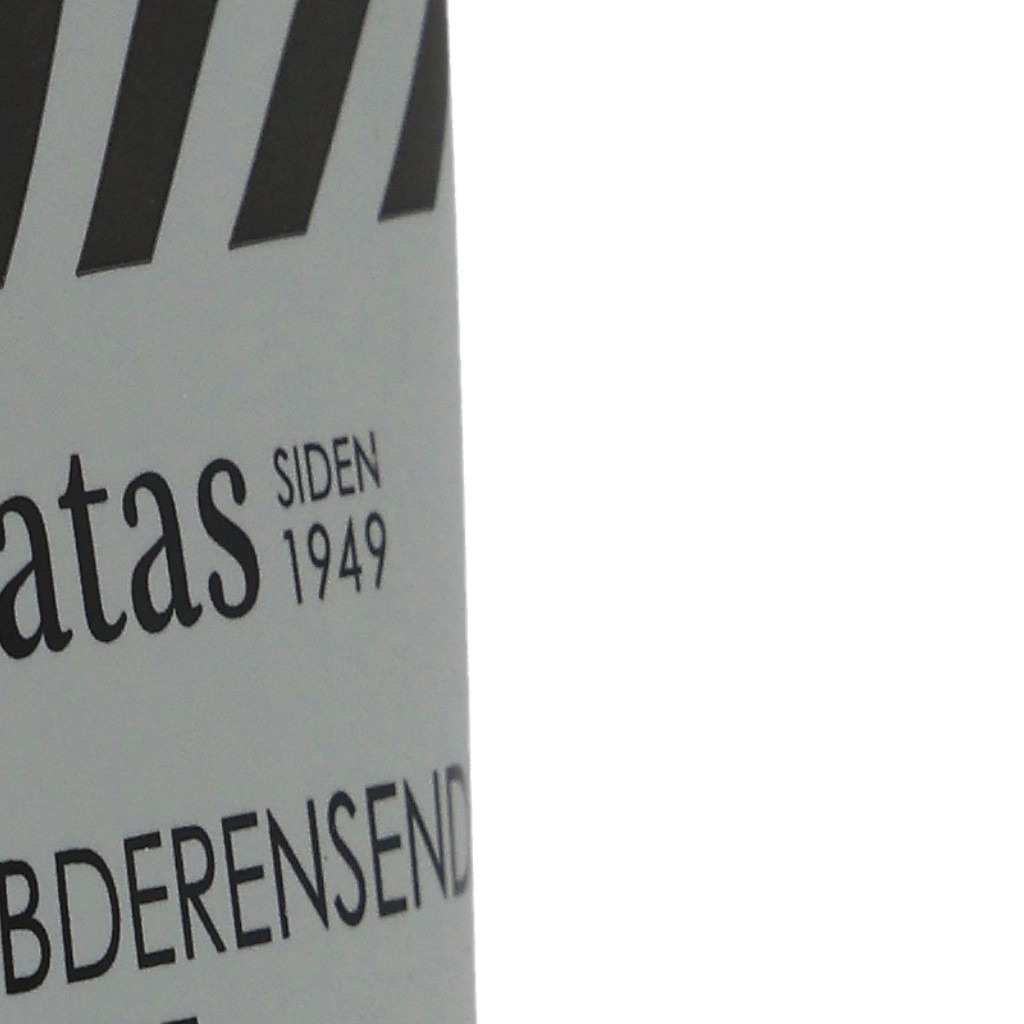 atas
SIDEN
1949
BDERENSEND